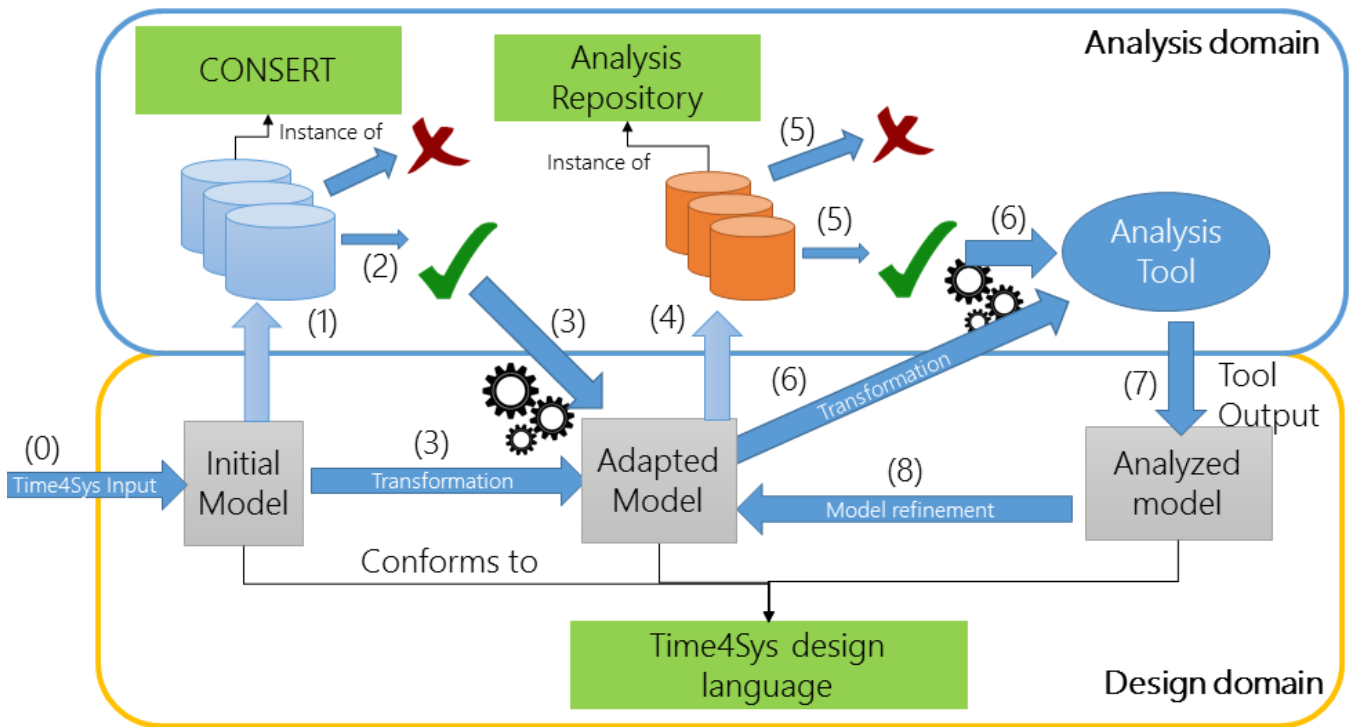 Analysis domain
CONSERT
Analysis
Repository
Instance of
Instance of
(5)
(2)
(5)
(6)
Analysis
Tool
(1)
(3)
(4)
(6)
Transformation
(7)
Tool
Output
(0)
Time4Sys Input
Initial
Model
(3)
Transformation
Adapted
Model
(8)
Model refinement
Analyzed
model
Conforms to
Time4Sys design
language
Design domain